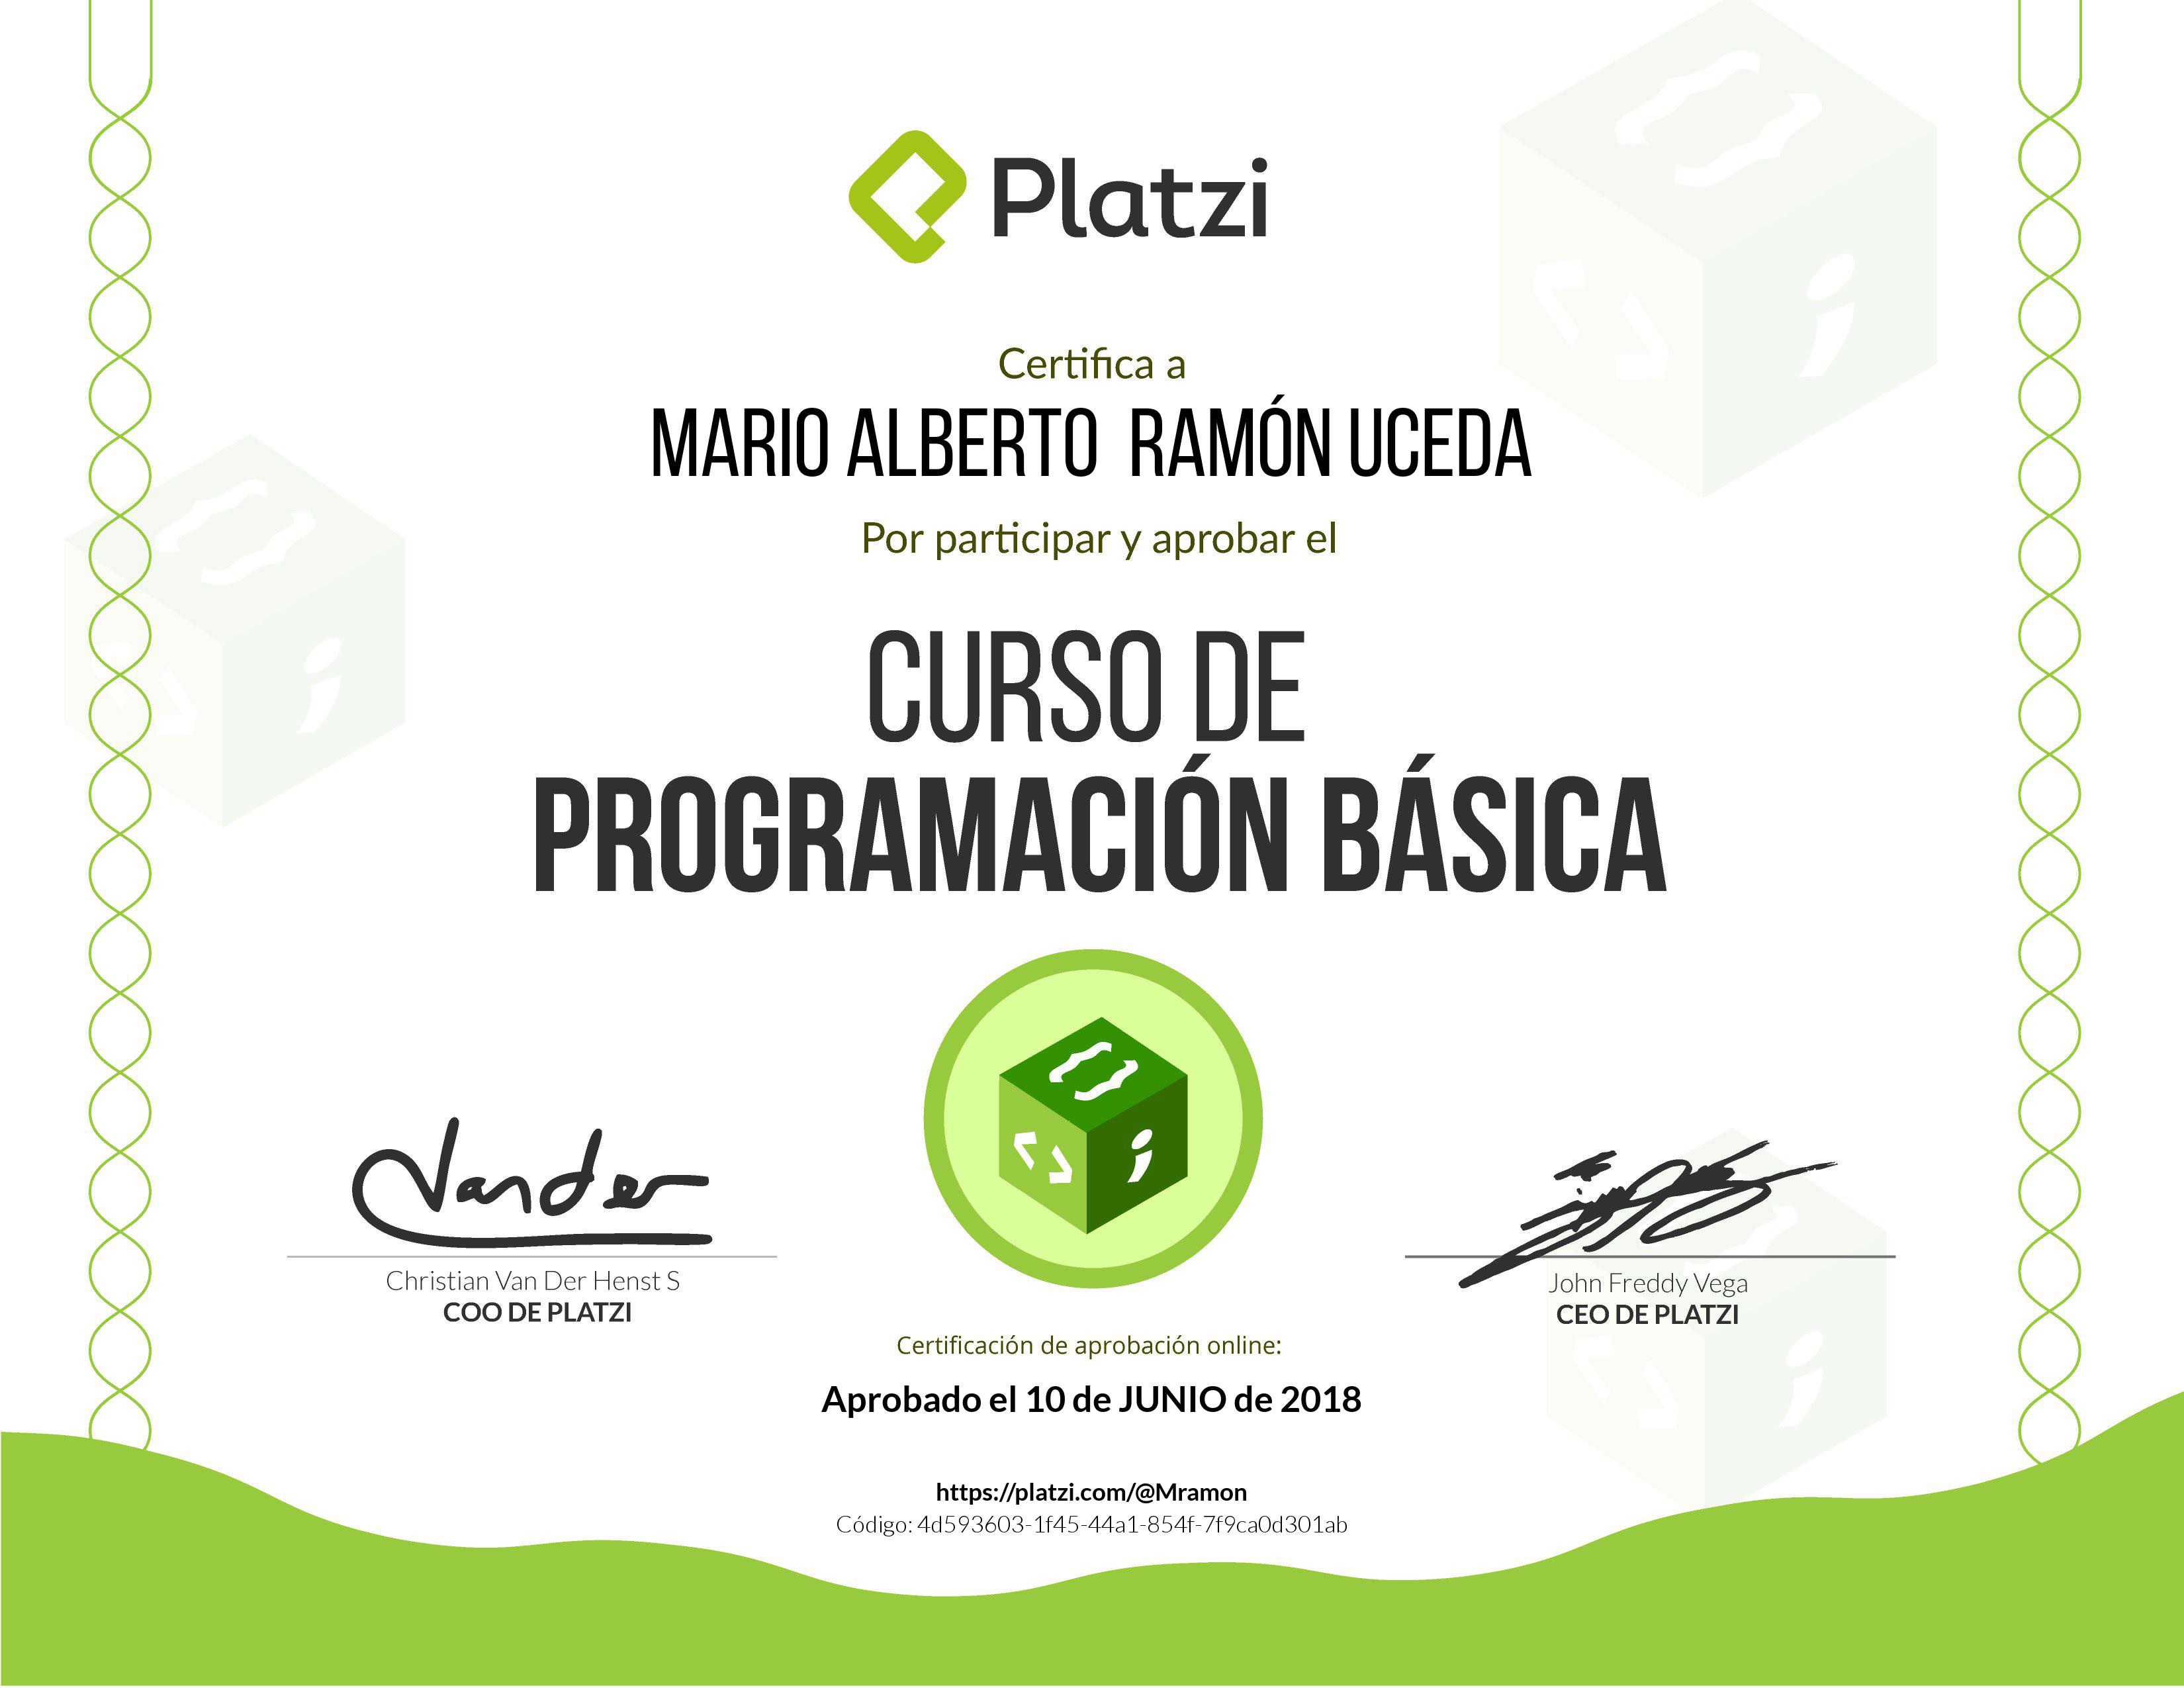 Platzi
Certifica a
MARIO ALBERTO  RAMÓN UCEDA
Por participar y aprobar el
CURSO DE
PROGRAMACIÓN BÁSICA
Vander
Christian Van Der Henst S
COO DE PLATZI
John Freddy Vega
CEO DE PLATZI
Certificación de aprobación online:
Aprobado el 10 de JUNIO de 2018
https://platzi.com/@Mramon
Código: 4d593603-1f45-44a1-854f-7f9ca0d301ab